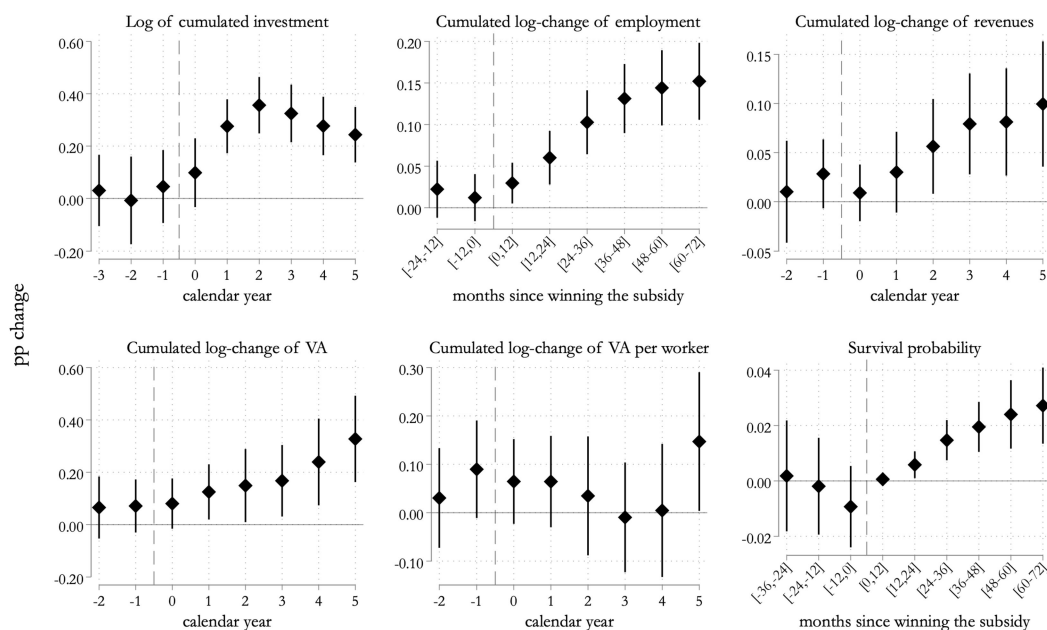 Log of cumulated investment
0.60
0.40
0.20
0.00
-0.20
-3 -2 -1 0 1 2 3 4 5
calendar year
Cumulated log-change of employment
0.20
0.15
0.10
0.05
0.00
[-24,-12]
[-12,0]
[0,12]
[12,24]
[24-36]
[36-48]
[48-60]
[60-72]
months since winning the subsidy
Cumulated log-change of revenues
0.15
0.10
0.05
0.00
-0.05
-2 -1 0 1 2 3 4 5
calendar year
pp change
Cumulated log-change of VA
0.60
0.40
0.20
0.00
-0.20
-2 -1 0 1 2 3 4 5
calendar year
Cumulated log-change of VA per worker
0.30
0.20
0.10
0.00
-0.10
-2 -1 0 1 2 3 4 5
calendar year
Survival probability
0.04
0.02
0.00
-0.02
[-36,-24]
[-24,-12]
[-12,0]
[0,12]
[12,24]
[24-36]
[36-48]
[48-60]
[60-72]
months since winning the subsidy